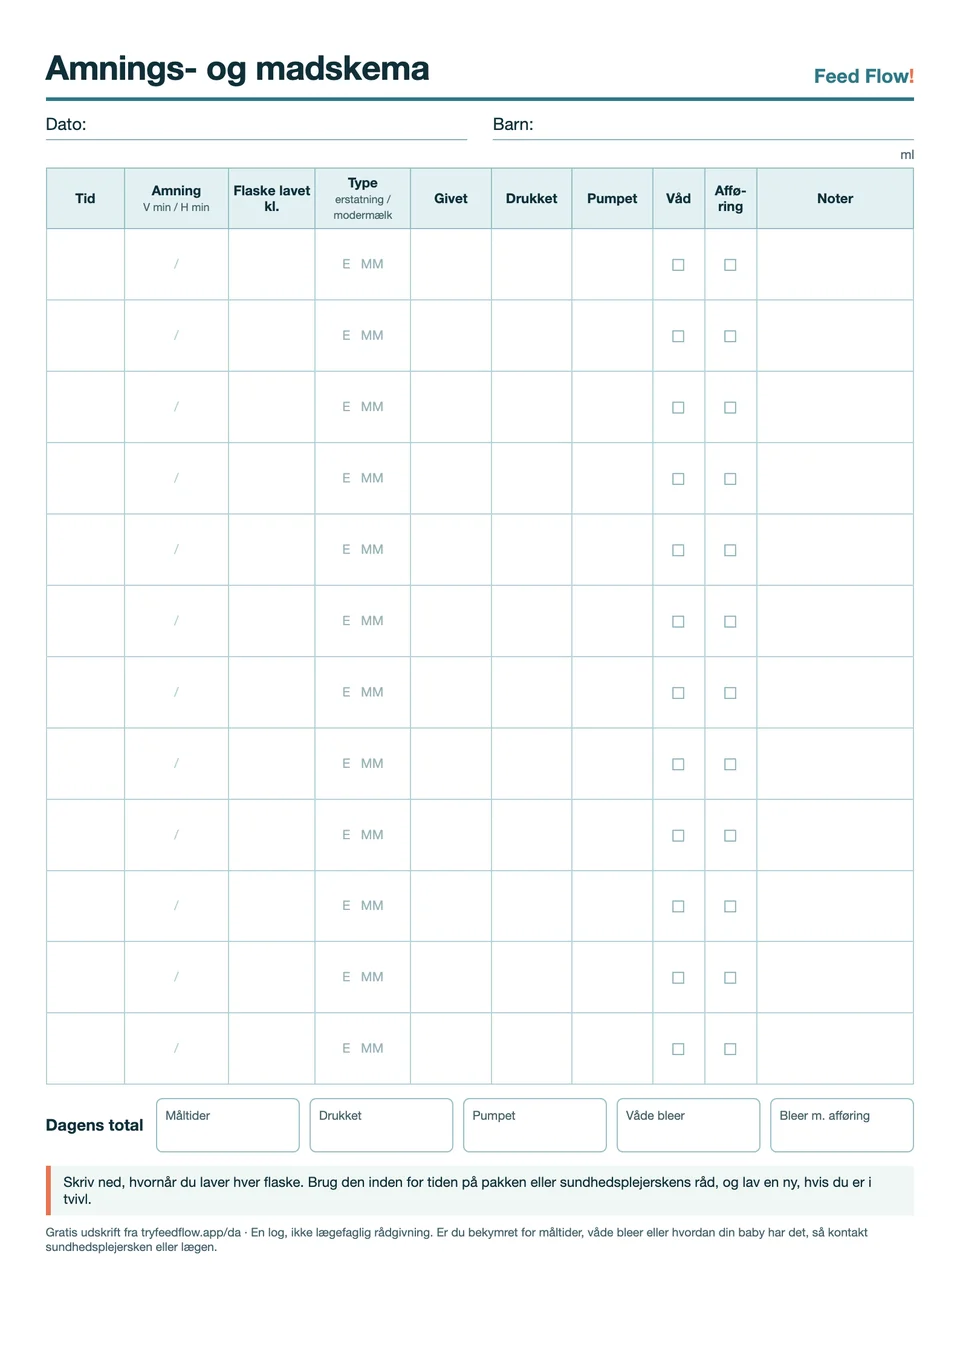 Amnings- og madskema
Feed Flow!
Dato:
Barn:
ml
Tid
Amning
V min / H min
Flaske lavet
kl.
Type
erstatning /
modermælk
Givet
Drukket
Pumpet
Våd
Affø-
ring
Noter
/ E MM ☐ ☐
/ E MM ☐ ☐
/ E MM ☐ ☐
/ E MM ☐ ☐
/ E MM ☐ ☐
/ E MM ☐ ☐
/ E MM ☐ ☐
/ E MM ☐ ☐
/ E MM ☐ ☐
/ E MM ☐ ☐
/ E MM ☐ ☐
/ E MM ☐ ☐
Dagens total
Måltider
Drukket
Pumpet
Våde bleer
Bleer m. afføring
Skriv ned, hvornår du laver hver flaske. Brug den inden for tiden på pakken eller sundhedsplejerskens råd, og lav en ny, hvis du er i
tvivl.
Gratis udskrift fra tryfeedflow.app/da · En log, ikke lægefaglig rådgivning. Er du bekymret for måltider, våde bleer eller hvordan din baby har det, så kontakt
sundhedsplejersken eller lægen.